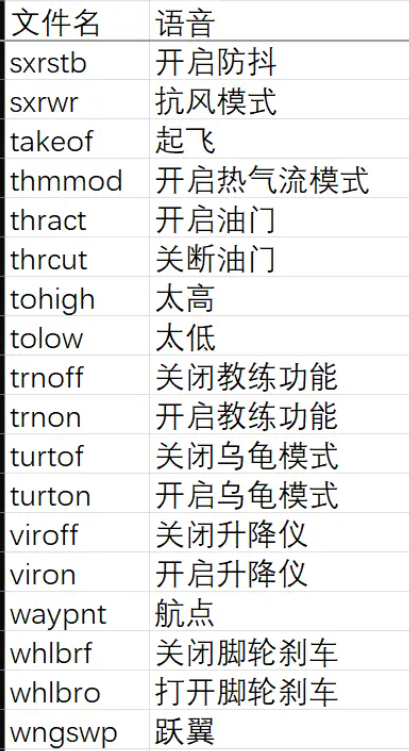 文件名 语音
sxrstb 开启防抖
sxrwr 抗风模式
takeof 起飞
thmmod 开启热气流模式
thract 开启油门
thrcut 关断油门
tohigh 太高
tolow 太低
trnoff 关闭教练功能
trnon 开启教练功能
turtof 关闭乌龟模式
turton 开启乌龟模式
viroff 关闭升降仪
viron 开启升降仪
waypnt 航点
whlbrf 关闭脚轮刹车
whlbro 打开脚轮刹车
wngswp 跃翼